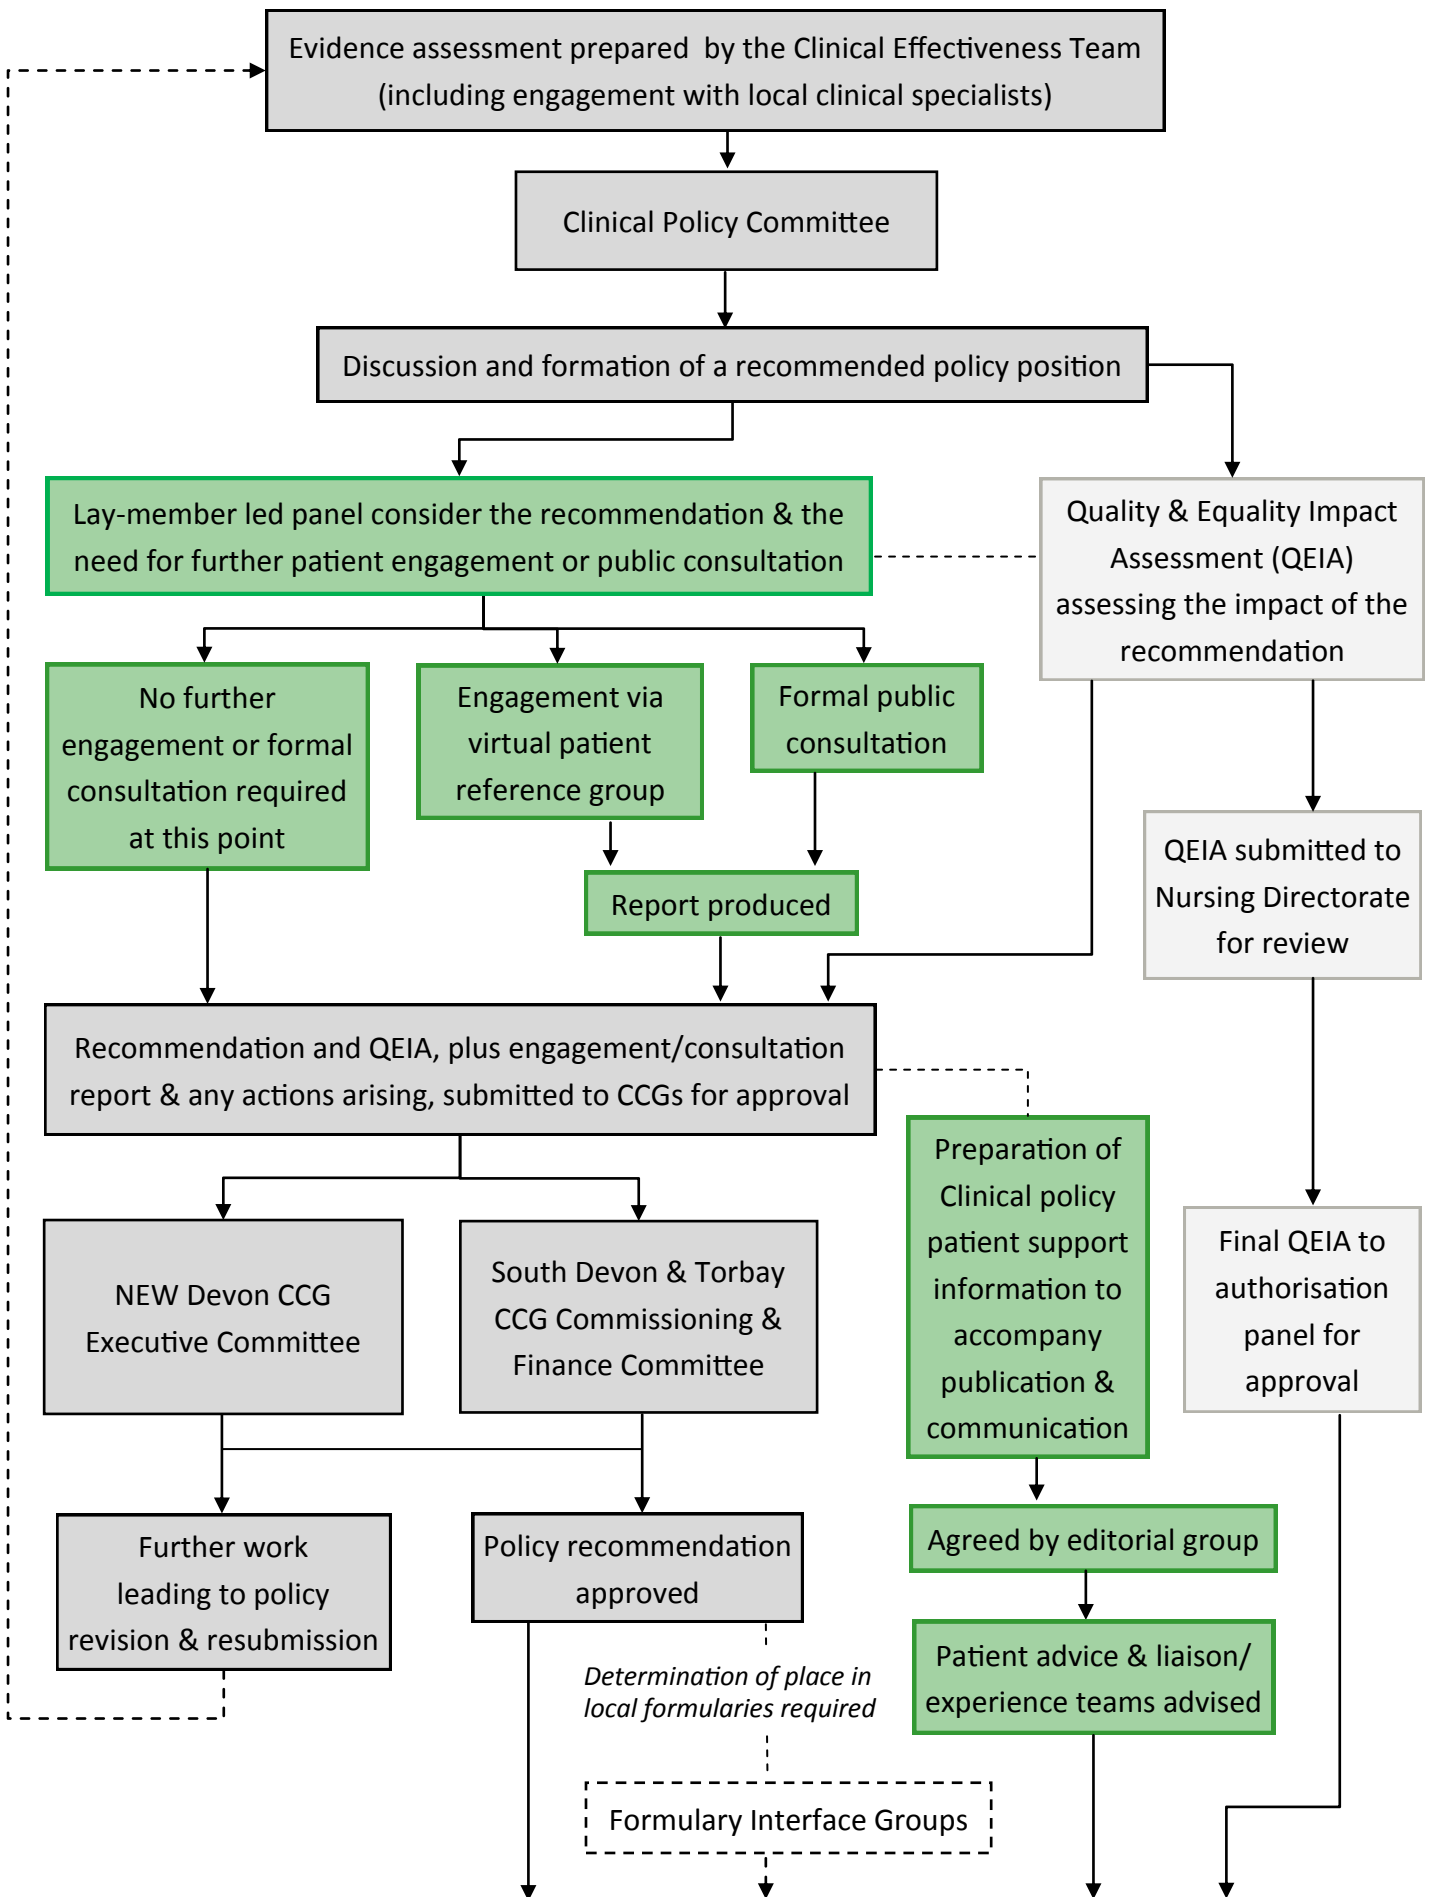 Evidence assessment prepared by the Clinical Effectiveness Team
(including engagement with local clinical specialists)
Clinical Policy Committee
Discussion and formation of a recommended policy position
Lay-member led panel consider the recommendation & the
need for further patient engagement or public consultation
Quality & Equality Impact
Assessment (QEIA)
assessing the impact of the
recommendation
No further
engagement or formal
consultation required
at this point
Engagement via
virtual patient
reference group
Formal public
consultation
Report produced
QEIA submitted to
Nursing Directorate
for review
Recommendation and QEIA, plus engagement/consultation
report & any actions arising, submitted to CCGs for approval
Preparation of
Clinical policy
patient support
information to
accompany
publication &
communication
Final QEIA to
authorisation
panel for
approval
NEW Devon CCG
Executive Committee
South Devon & Torbay
CCG Commissioning &
Finance Committee
Further work
leading to policy
revision & resubmission
Policy recommendation
approved
Agreed by editorial group
Patient advice & liaison/
experience teams advised
Determination of place in
local formularies required
Formulary Interface Groups